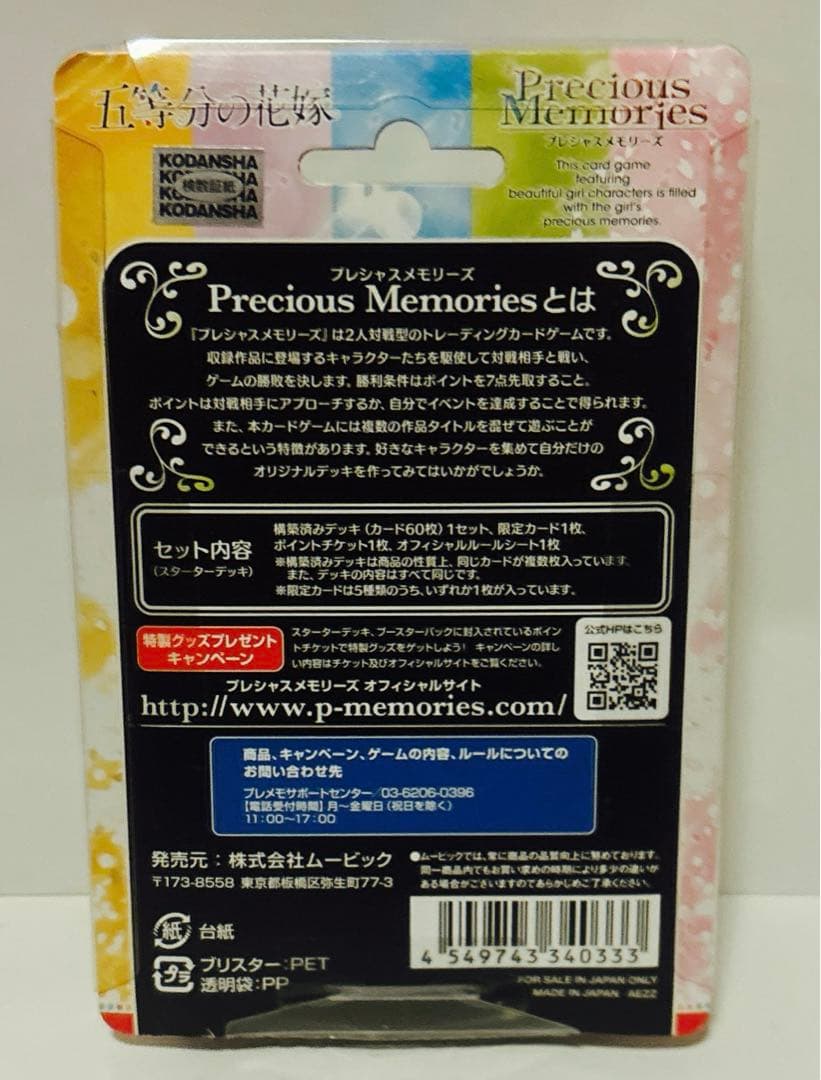 五等分の花嫁
Precious
Memories
プレシャスメモリーズ
This card game
featuring
beautiful girl characters is filled
with the girl's
precious memories.
KODANSHA
KODANSHA
検数証紙
KODANSHA
KODANSHA
プレシャスメモリーズ
Precious Memoriesとは
『プレシャスメモリーズ』は2人対戦型のトレーディングカードゲームです。
収録作品に登場するキャラクターたちを駆使して対戦相手と戦い、
ゲームの勝敗を決します。勝利条件はポイントを7点先取すること。
ポイントは対戦相手にアプローチするか、自分でイベントを達成することで得られます。
また、本カードゲームには複数の作品タイトルを混ぜて遊ぶことが
できるという特徴があります。好きなキャラクターを集めて自分だけの
オリジナルデッキを作ってみてはいかがでしょうか。
セット内容
(スターターデッキ)
構築済みデッキ(カード60枚)1セット、限定カード1枚、
ポイントチケット1枚、オフィシャルルールシート1枚
※構築済みデッキは商品の性質上、同じカードが複数枚入っています。
また、デッキの内容はすべて同じです。
※限定カードは5種類のうち、いずれか1枚が入っています。
特製グッズプレゼント
キャンペーン
スターターデッキ、ブースターパックに封入されているポイン
トチケットで特製グッズをゲットしよう! キャンペーンの詳し
い内容はチケット及びオフィシャルサイトをご覧ください。
公式HPはこちら
プレシャスメモリーズ オフィシャルサイト
http://www.p-memories.com/
商品、キャンペーン、ゲームの内容、ルールについての
お問い合わせ先
プレメモサポートセンター/03-6206-0396
【電話受付時間】月～金曜日(祝日を除く)
11:00～17:00
発売元:株式会社ムービック
〒173-8558 東京都板橋区弥生町77-3
●ムービックでは、常に商品の品質向上に努めております。
同一商品内でもお買い求めの時期により多少の違いが
ある場合がございますのであらかじめご了承ください。
紙 台紙
プラ ブリスター:PET
透明袋:PP
4 549743 340333
FOR SALE IN JAPAN ONLY
MADE IN JAPAN AE22